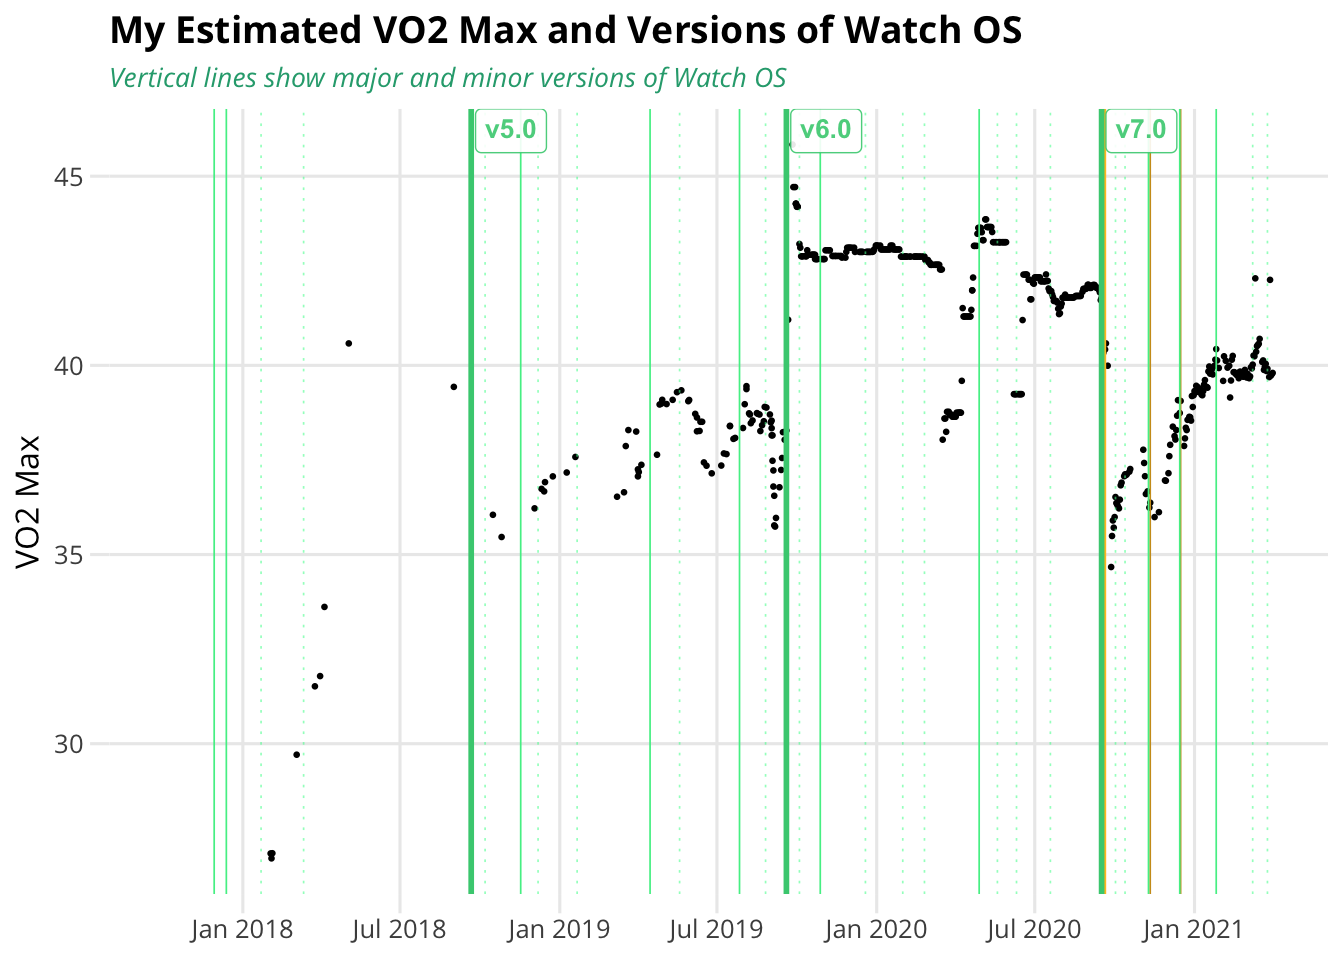 My Estimated VO2 Max and Versions of Watch OS
Vertical lines show major and minor versions of Watch OS
v5.0
v6.0
v7.0
45
40
35
30
VO2 Max
Jan 2018
Jul 2018
Jan 2019
Jul 2019
Jan 2020
Jul 2020
Jan 2021